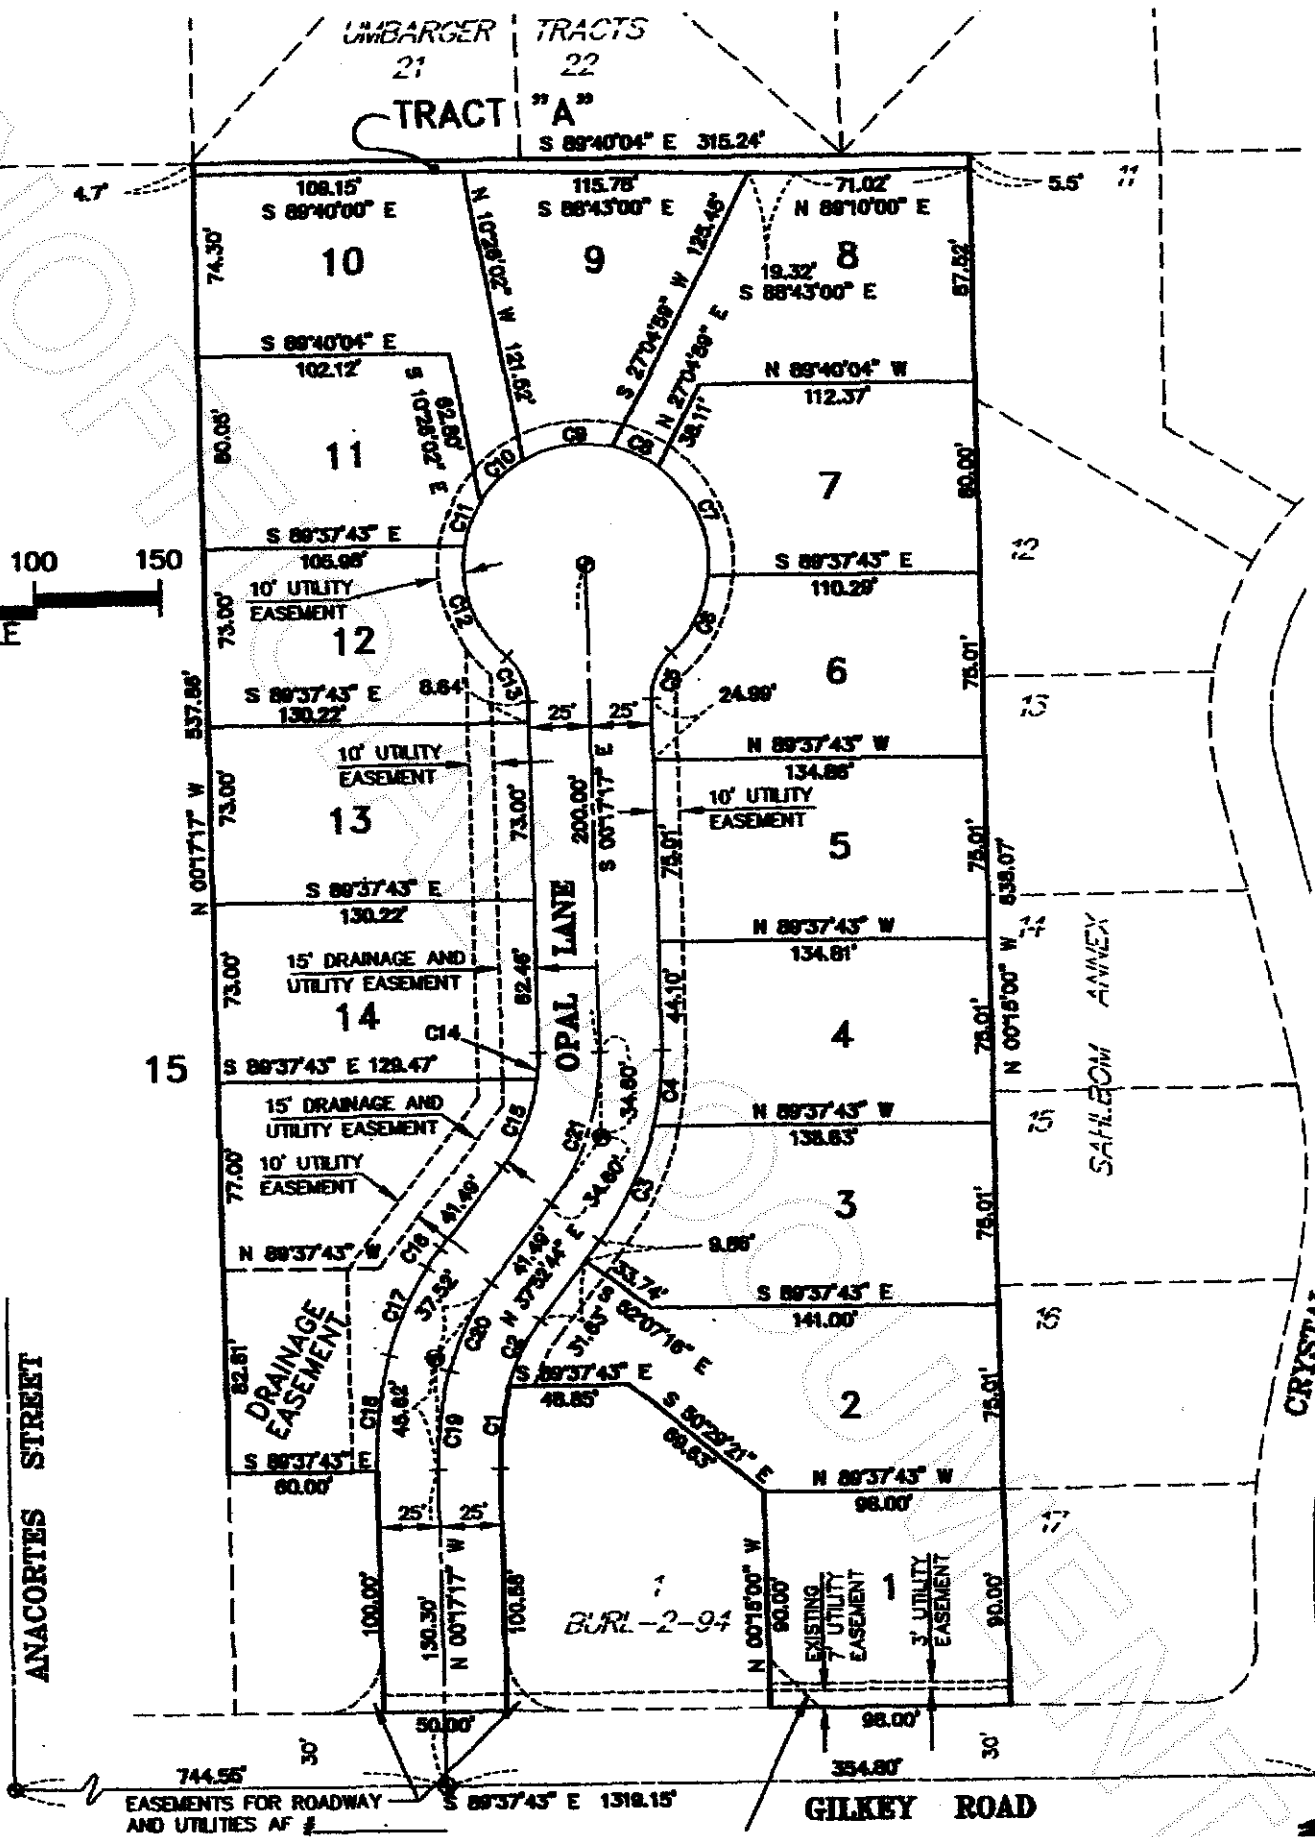 UMBARGER TRACTS
21 22
TRACT "A"
S 89°40'04" E 315.24'
4.7'
109.15'
S 89°40'00" E
115.78'
S 88°43'00" E
71.02'
N 89°10'00" E
5.5'
11
74.30'
10
N 10°28'02" W 121.52'
9
S 27°04'59" W 125.45'
19.32'
S 88°43'00" E
8
57.52'
S 89°40'04" E
102.12'
S 10°28'02" E
62.80'
N 27°04'59" E
38.11'
N 89°40'04" W
112.37'
80.05'
11
C11
C10
C9
C8
C7
7
80.00'
S 89°37'43" E
105.98'
S 89°37'43" E
110.29'
12
100 150
10' UTILITY
EASEMENT
73.00'
12
C12
C13
C6
C5
6
75.01'
537.86'
N 00°17'17" W
S 89°37'43" E
130.22'
8.64'
25' 25'
24.99'
13
10' UTILITY
EASEMENT
N 89°37'43" W
134.86'
10' UTILITY
EASEMENT
73.00'
13
73.00'
200.00'
S 00°17'17" E
75.01'
5
75.01'
538.07'
N 00°15'00" W
S 89°37'43" E
130.22'
OPAL LANE
N 89°37'43" W
134.81'
14
SAHLBOM ANNEX
15' DRAINAGE AND
UTILITY EASEMENT
73.00'
14
62.46'
C14
44.10'
4
75.01'
15
S 89°37'43" E 129.47'
34.60'
C4
N 89°37'43" W
138.63'
15
15' DRAINAGE AND
UTILITY EASEMENT
10' UTILITY
EASEMENT
77.00'
C15
C21
34.60'
C3
3
75.01'
41.49'
N 89°37'43" W
C16
37.52'
41.49'
N 37°52'44" E
9.86'
33.74'
S 52°07'16" E
S 89°37'43" E
141.00'
16
C17
C20
C2
31.63'
DRAINAGE
EASEMENT
82.81'
S 89°37'43" E
48.85'
S 50°29'21" E
69.63'
2
75.01'
C18
45.62'
C19
C1
S 89°37'43" E
60.00'
N 89°37'43" W
98.00'
17
25' 25'
100.00'
130.30'
N 00°17'17" W
100.58'
1
BURL-2-94
N 00°15'00" W
90.00'
EXISTING
7' UTILITY
EASEMENT
1
3' UTILITY
EASEMENT
90.00'
50.00'
98.00'
30'
30'
ANACORTES STREET
744.55'
354.80'
EASEMENTS FOR ROADWAY
AND UTILITIES AF #
S 89°37'43" E 1319.15'
GILKEY ROAD